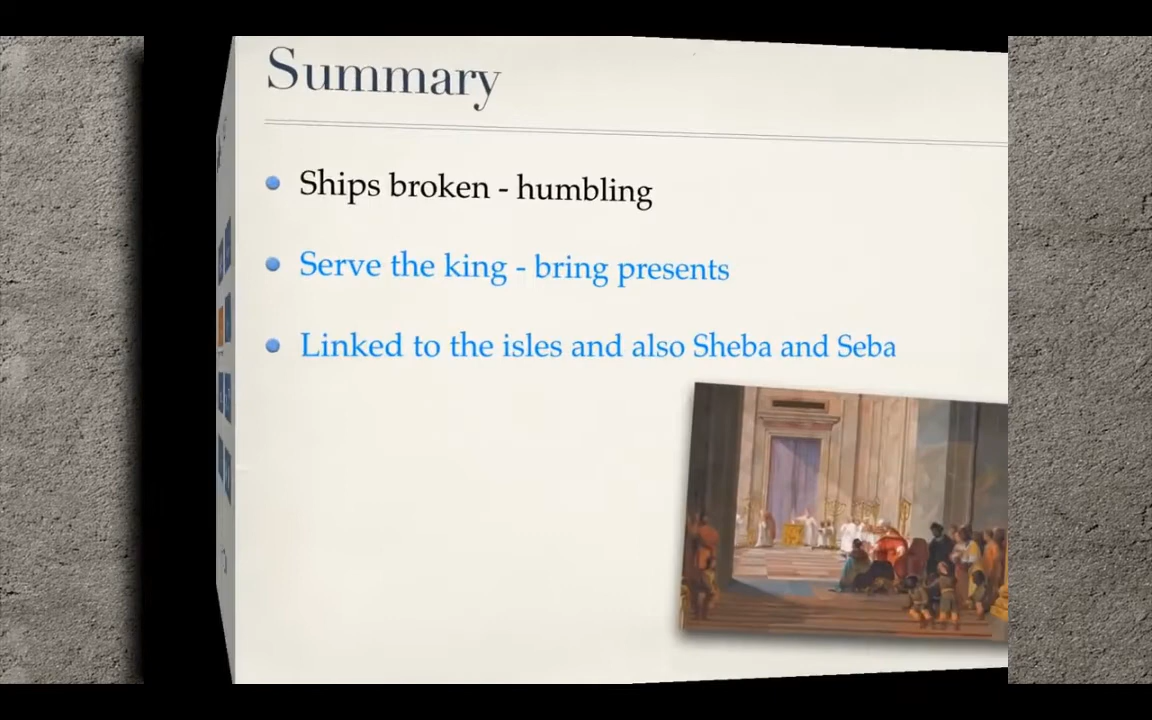 Summary
Ships broken - humbling
Serve the king - bring presents
Linked to the isles and also Sheba and Seba